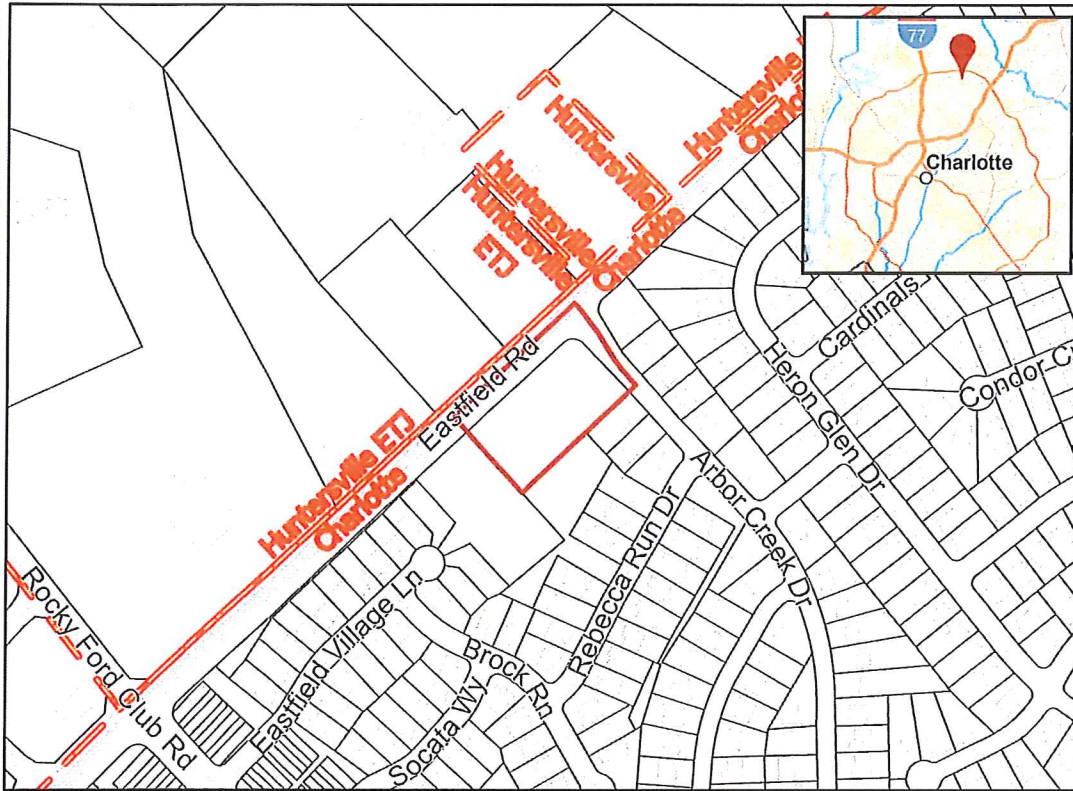 77
Charlotte
Huntersville
Charlotte
Huntersville
Huntersville
Huntersville
ETJ
Charlotte
Eastfield Rd
Huntersville ETJ
Charlotte
Cardinals
Heron Glen Dr
Condor
Arbor Creek Dr
Rebecca Run Dr
Eastfield Village Ln
Brock Rn
Socata Wy
Rocky Ford Club Rd